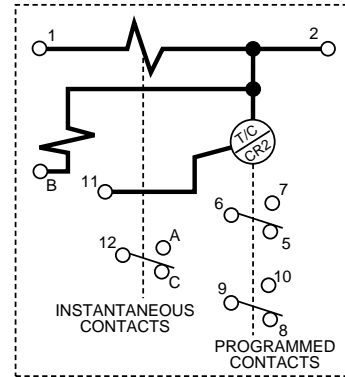 1
2
T/C
CR2
B
11
7
6
5
12
A
C
10
9
8
INSTANTANEOUS
CONTACTS
PROGRAMMED
CONTACTS